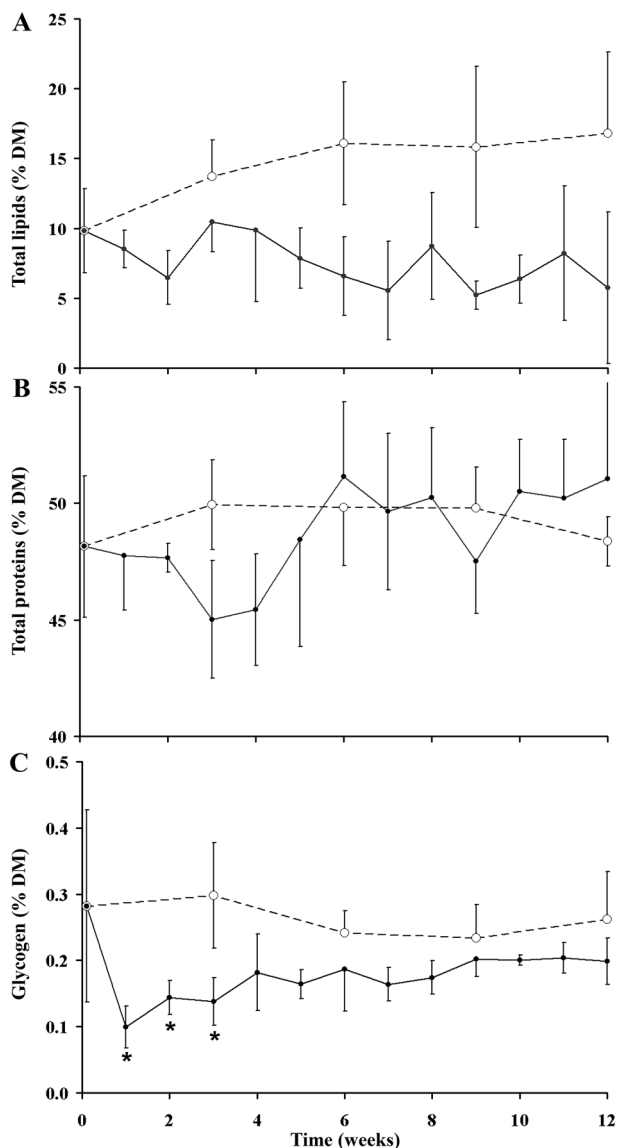 A
25
20
15
10
5
0
Total lipids (% DM)
B
55
50
45
40
Total proteins (% DM)
C
0.5
0.4
0.3
0.2
0.1
0.0
Glycogen (% DM)
* * *
0 2 4 6 8 10 12
Time (weeks)